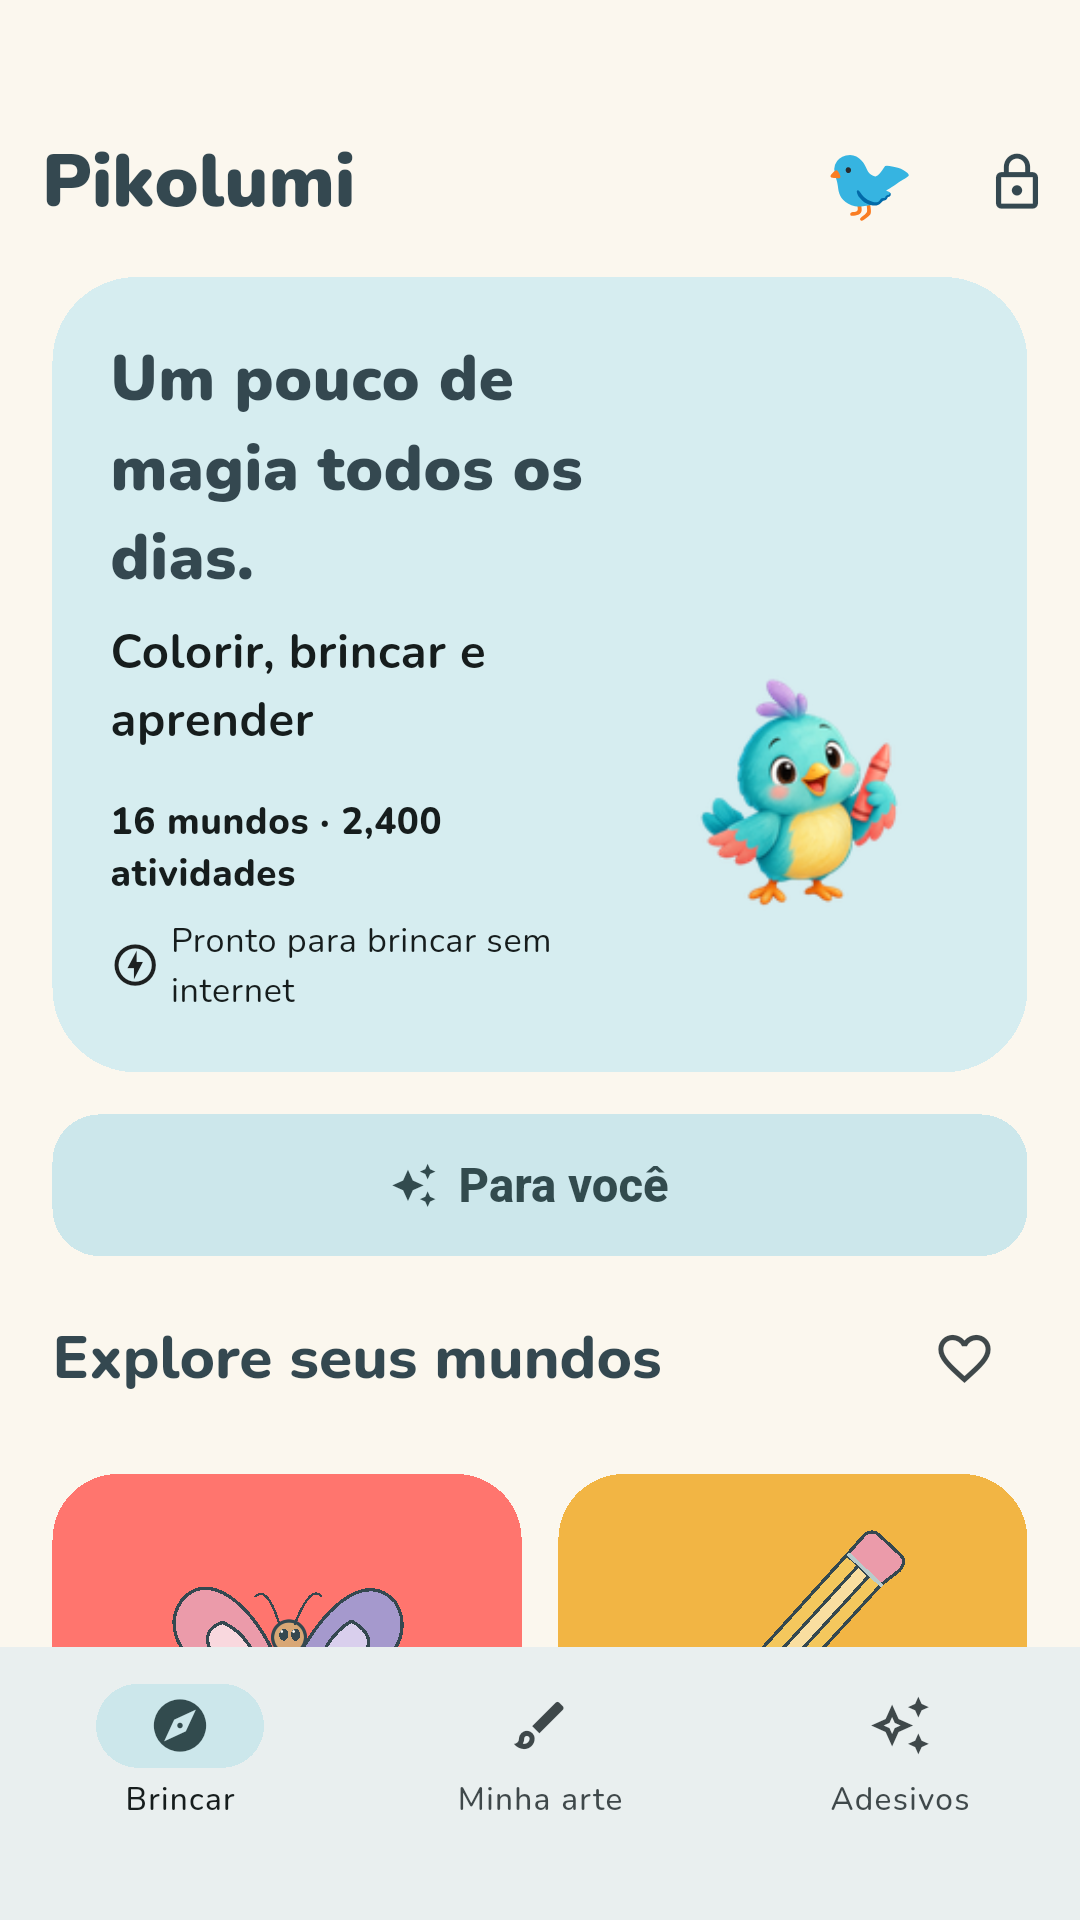 Pikolumi
Um pouco de
magia todos os
dias.
Colorir, brincar e
aprender
16 mundos · 2,400
atividades
Pronto para brincar sem
internet
Para você
Explore seus mundos
Brincar
Minha arte
Adesivos